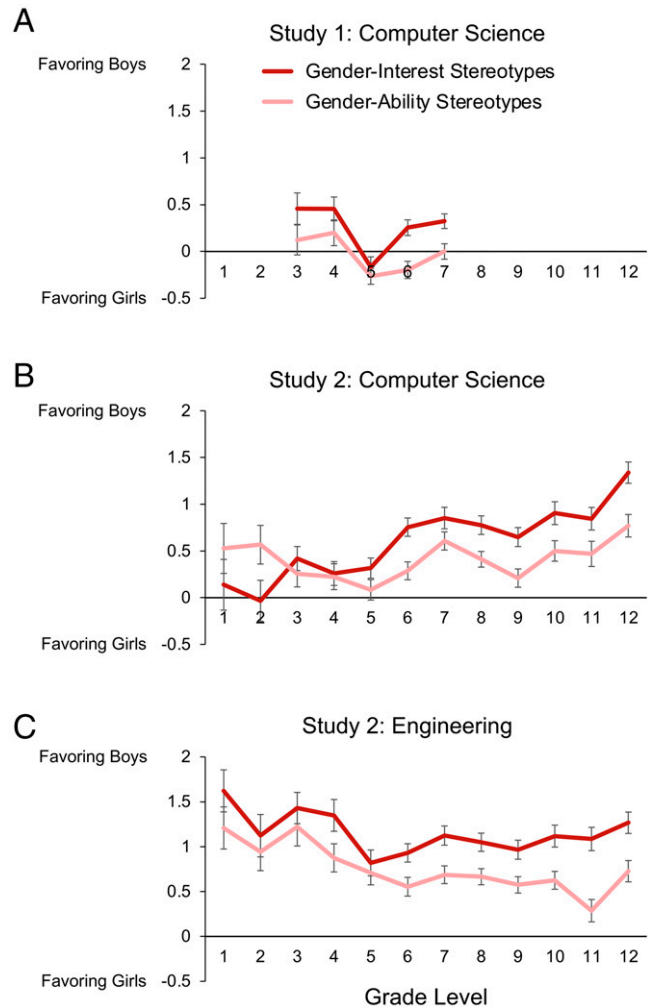 A
Study 1: Computer Science
Favoring Boys 2
Gender-Interest Stereotypes
Gender-Ability Stereotypes
1.5
1
0.5
0
1 2 3 4 5 6 7 8 9 10 11 12
Favoring Girls -0.5
B
Study 2: Computer Science
Favoring Boys 2
1.5
1
0.5
0
1 2 3 4 5 6 7 8 9 10 11 12
Favoring Girls -0.5
C
Study 2: Engineering
Favoring Boys 2
1.5
1
0.5
0
1 2 3 4 5 6 7 8 9 10 11 12
Favoring Girls -0.5
Grade Level